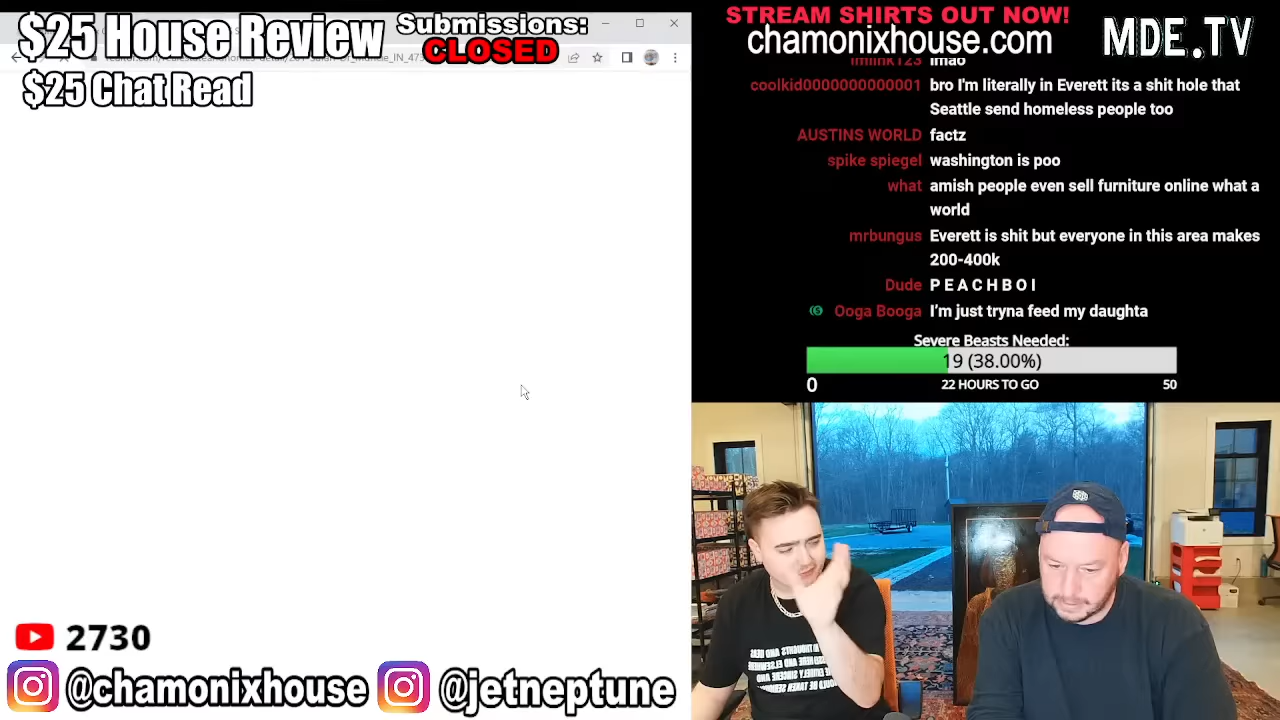 $25 House Review
Submissions:
CLOSED
$25 Chat Read
STREAM SHIRTS OUT NOW!
chamonixhouse.com
MDE.TV
lmao
coolkid0000000000001 bro I'm literally in Everett its a shit hole that
Seattle send homeless people too
AUSTINS WORLD factz
spike spiegel washington is poo
what amish people even sell furniture online what a
world
mrbungus Everett is shit but everyone in this area makes
200-400k
Dude P E A C H B O I
Ooga Booga I'm just tryna feed my daughta
Severe Beasts Needed:
19 (38.00%)
0 22 HOURS TO GO 50
2730
@chamonixhouse @jetneptune